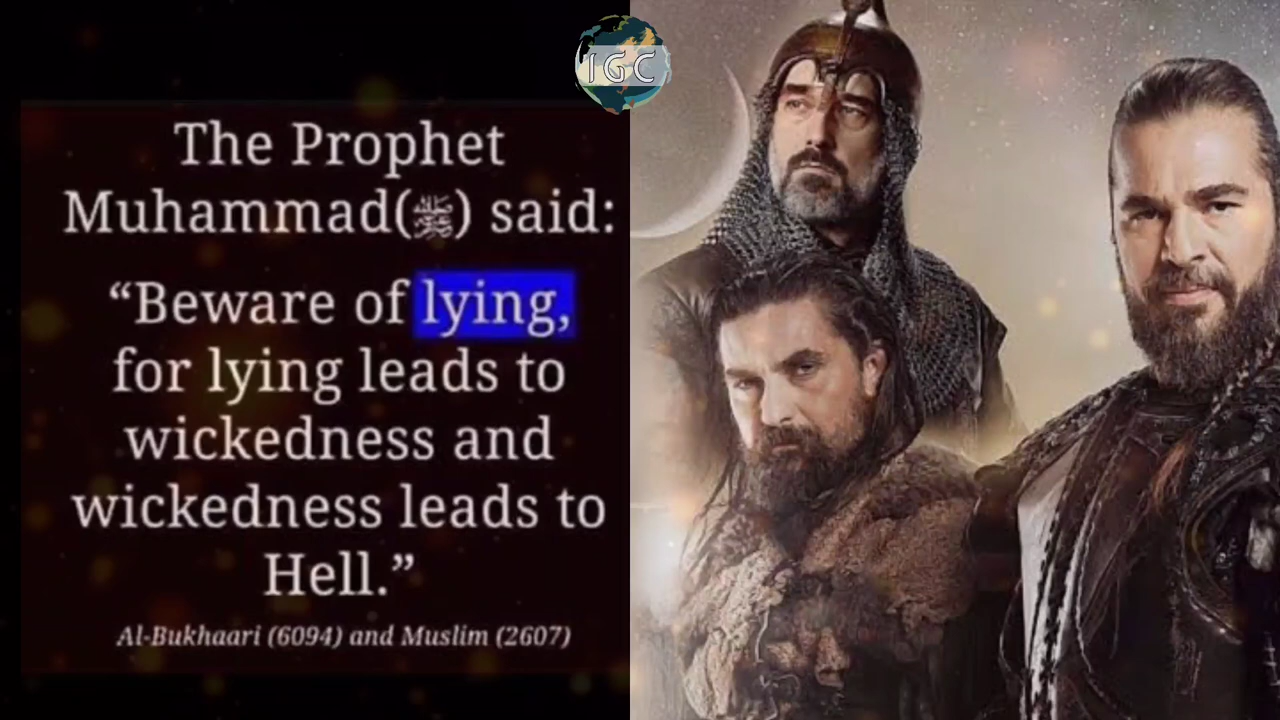 IGC
The Prophet
Muhammad(ﷺ) said:
“Beware of lying,
for lying leads to
wickedness and
wickedness leads to
Hell.”
Al-Bukhaari (6094) and Muslim (2607)